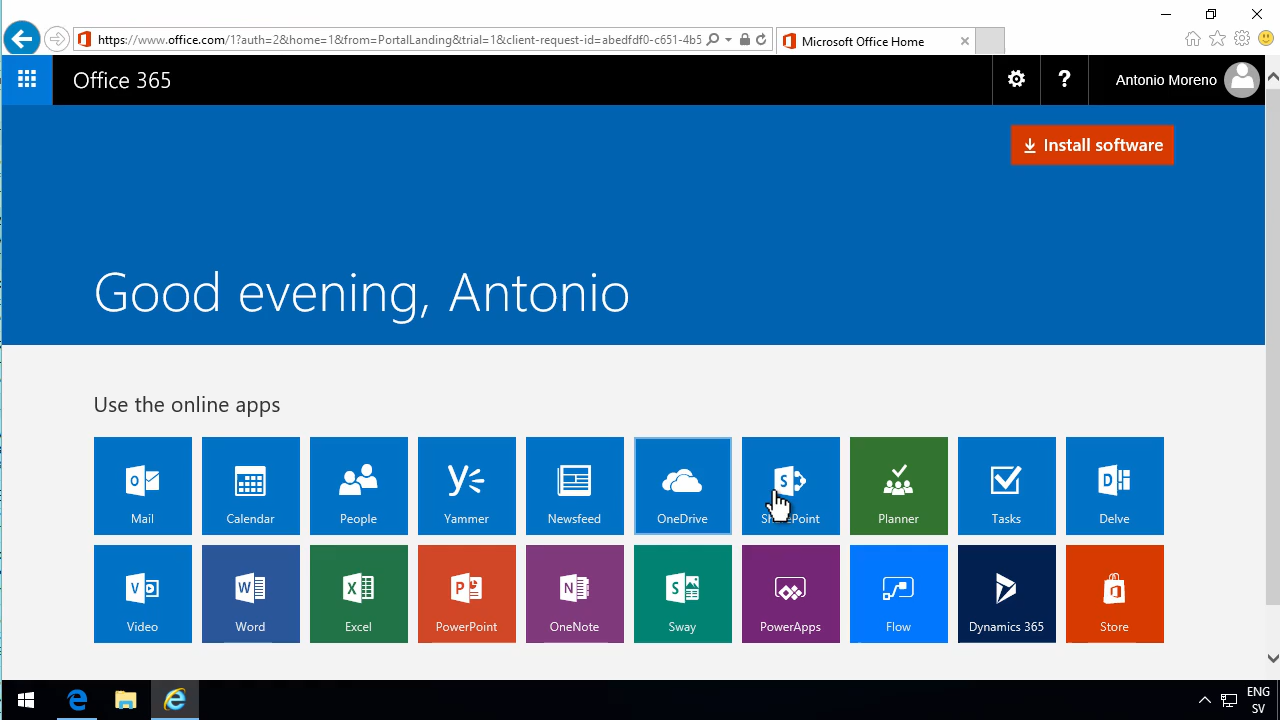 https://www.office.com/1?auth=2&home=1&from=PortalLanding&trial=1&client-request-id=abedfdf0-c651-4b5
Microsoft Office Home
Office 365
?
Antonio Moreno
Install software
Good evening, Antonio
Use the online apps
Mail Calendar People Yammer Newsfeed OneDrive SharePoint Planner Tasks Delve
Video Word Excel PowerPoint OneNote Sway PowerApps Flow Dynamics 365 Store
ENG
SV